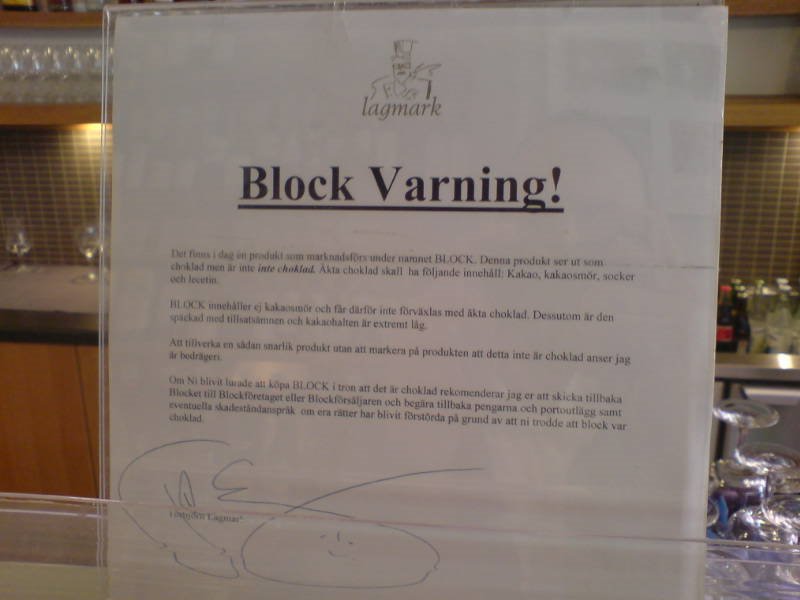 lagmark
Block Varning!
Det finns i dag en produkt som marknadsförs under namnet BLOCK. Denna produkt ser ut som
choklad men är inte inte choklad. Äkta choklad skall ha följande innehåll: Kakao, kakaosmör, socker
och lecetin.
BLOCK innehåller ej kakaosmör och får därför inte förväxlas med äkta choklad. Dessutom är den
späckad med tillsatsämnen och kakaohalten är extremt låg.
Att tillverka en sådan snarlik produkt utan att markera på produkten att detta inte är choklad anser jag
är bedrägeri.
Om Ni blivit lurade att köpa BLOCK i tron att det är choklad rekomenderar jag er att skicka tillbaka
Blocket till Blockföretaget eller Blockförsäljaren och begära tillbaka pengarna och portoutlägg samt
eventuella skadeståndanspråk om era rätter har blivit förstörda på grund av att ni trodde att block var
choklad.